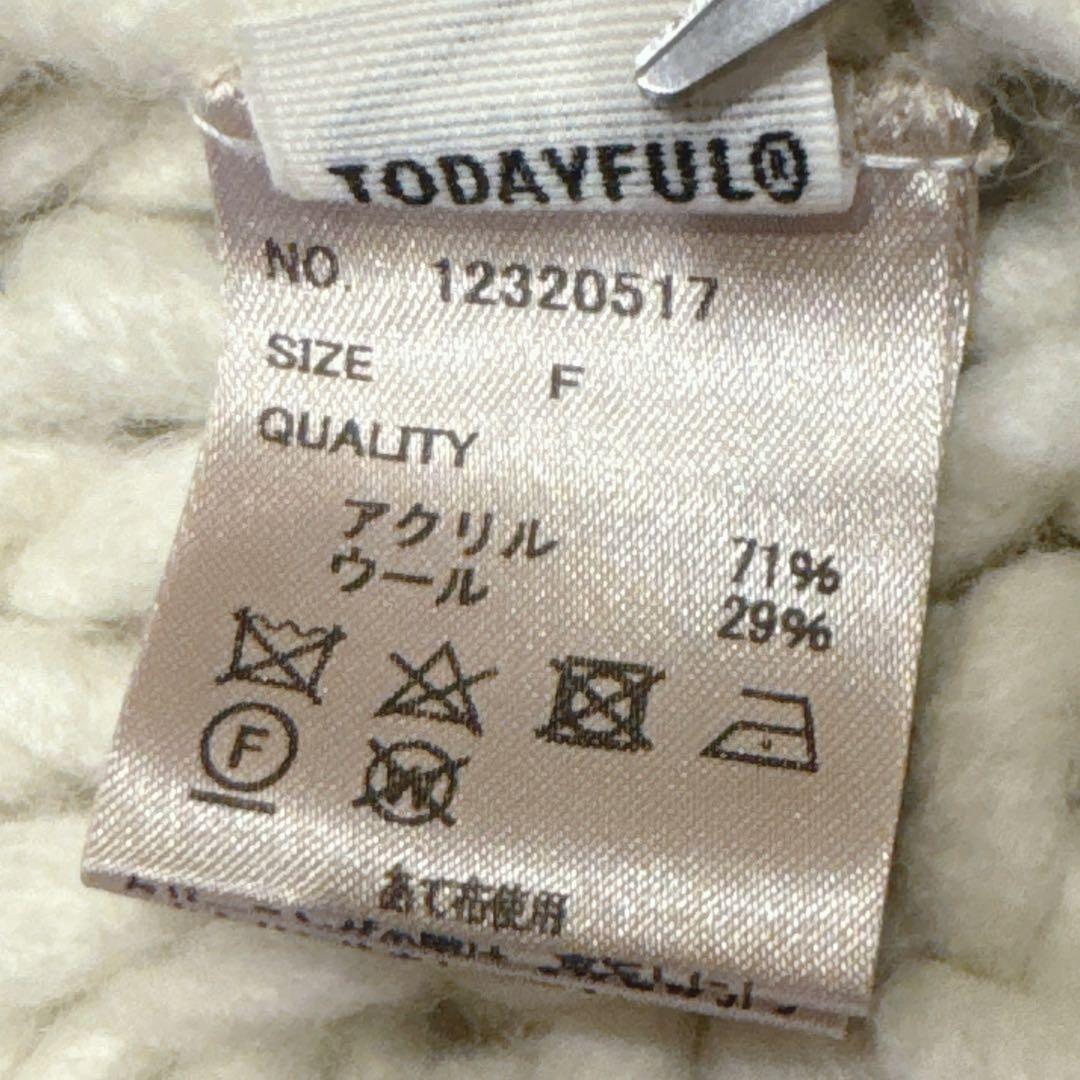 TODAYFUL®
NO. 12320517
SIZE F
QUALITY
アクリル 71%
ウール 29%
F
W
あて布使用